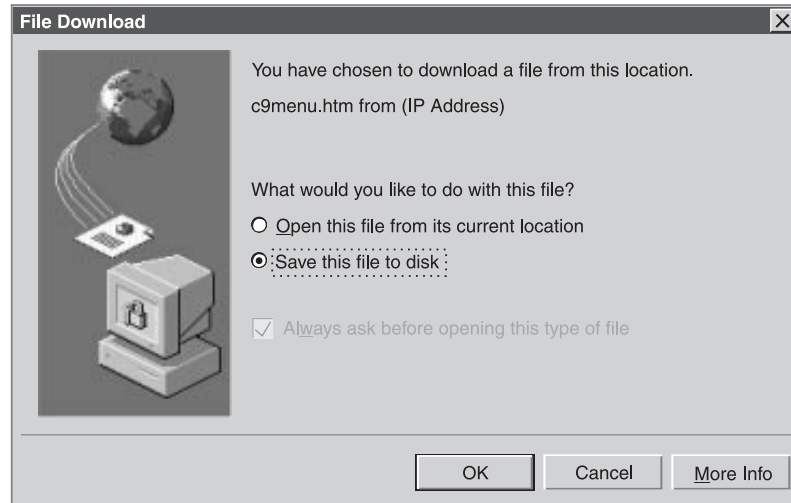 File Download
You have chosen to download a file from this location.
c9menu.htm from (IP Address)
What would you like to do with this file?
Open this file from its current location
Save this file to disk
Always ask before opening this type of file
OK
Cancel
More Info